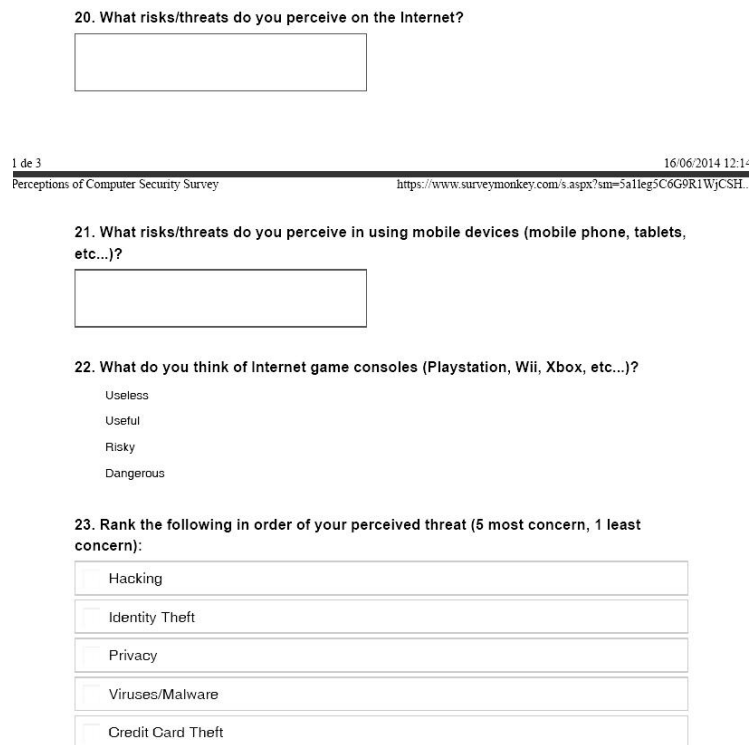 20. What risks/threats do you perceive on the Internet?
1 de 3
16/06/2014 12:14
Perceptions of Computer Security Survey
https://www.surveymonkey.com/s.aspx?sm=5a1leg5C6G9R1WjCSH...
21. What risks/threats do you perceive in using mobile devices (mobile phone, tablets,
etc...)?
22. What do you think of Internet game consoles (Playstation, Wii, Xbox, etc...)?
Useless
Useful
Risky
Dangerous
23. Rank the following in order of your perceived threat (5 most concern, 1 least
concern):
Hacking
Identity Theft
Privacy
Viruses/Malware
Credit Card Theft